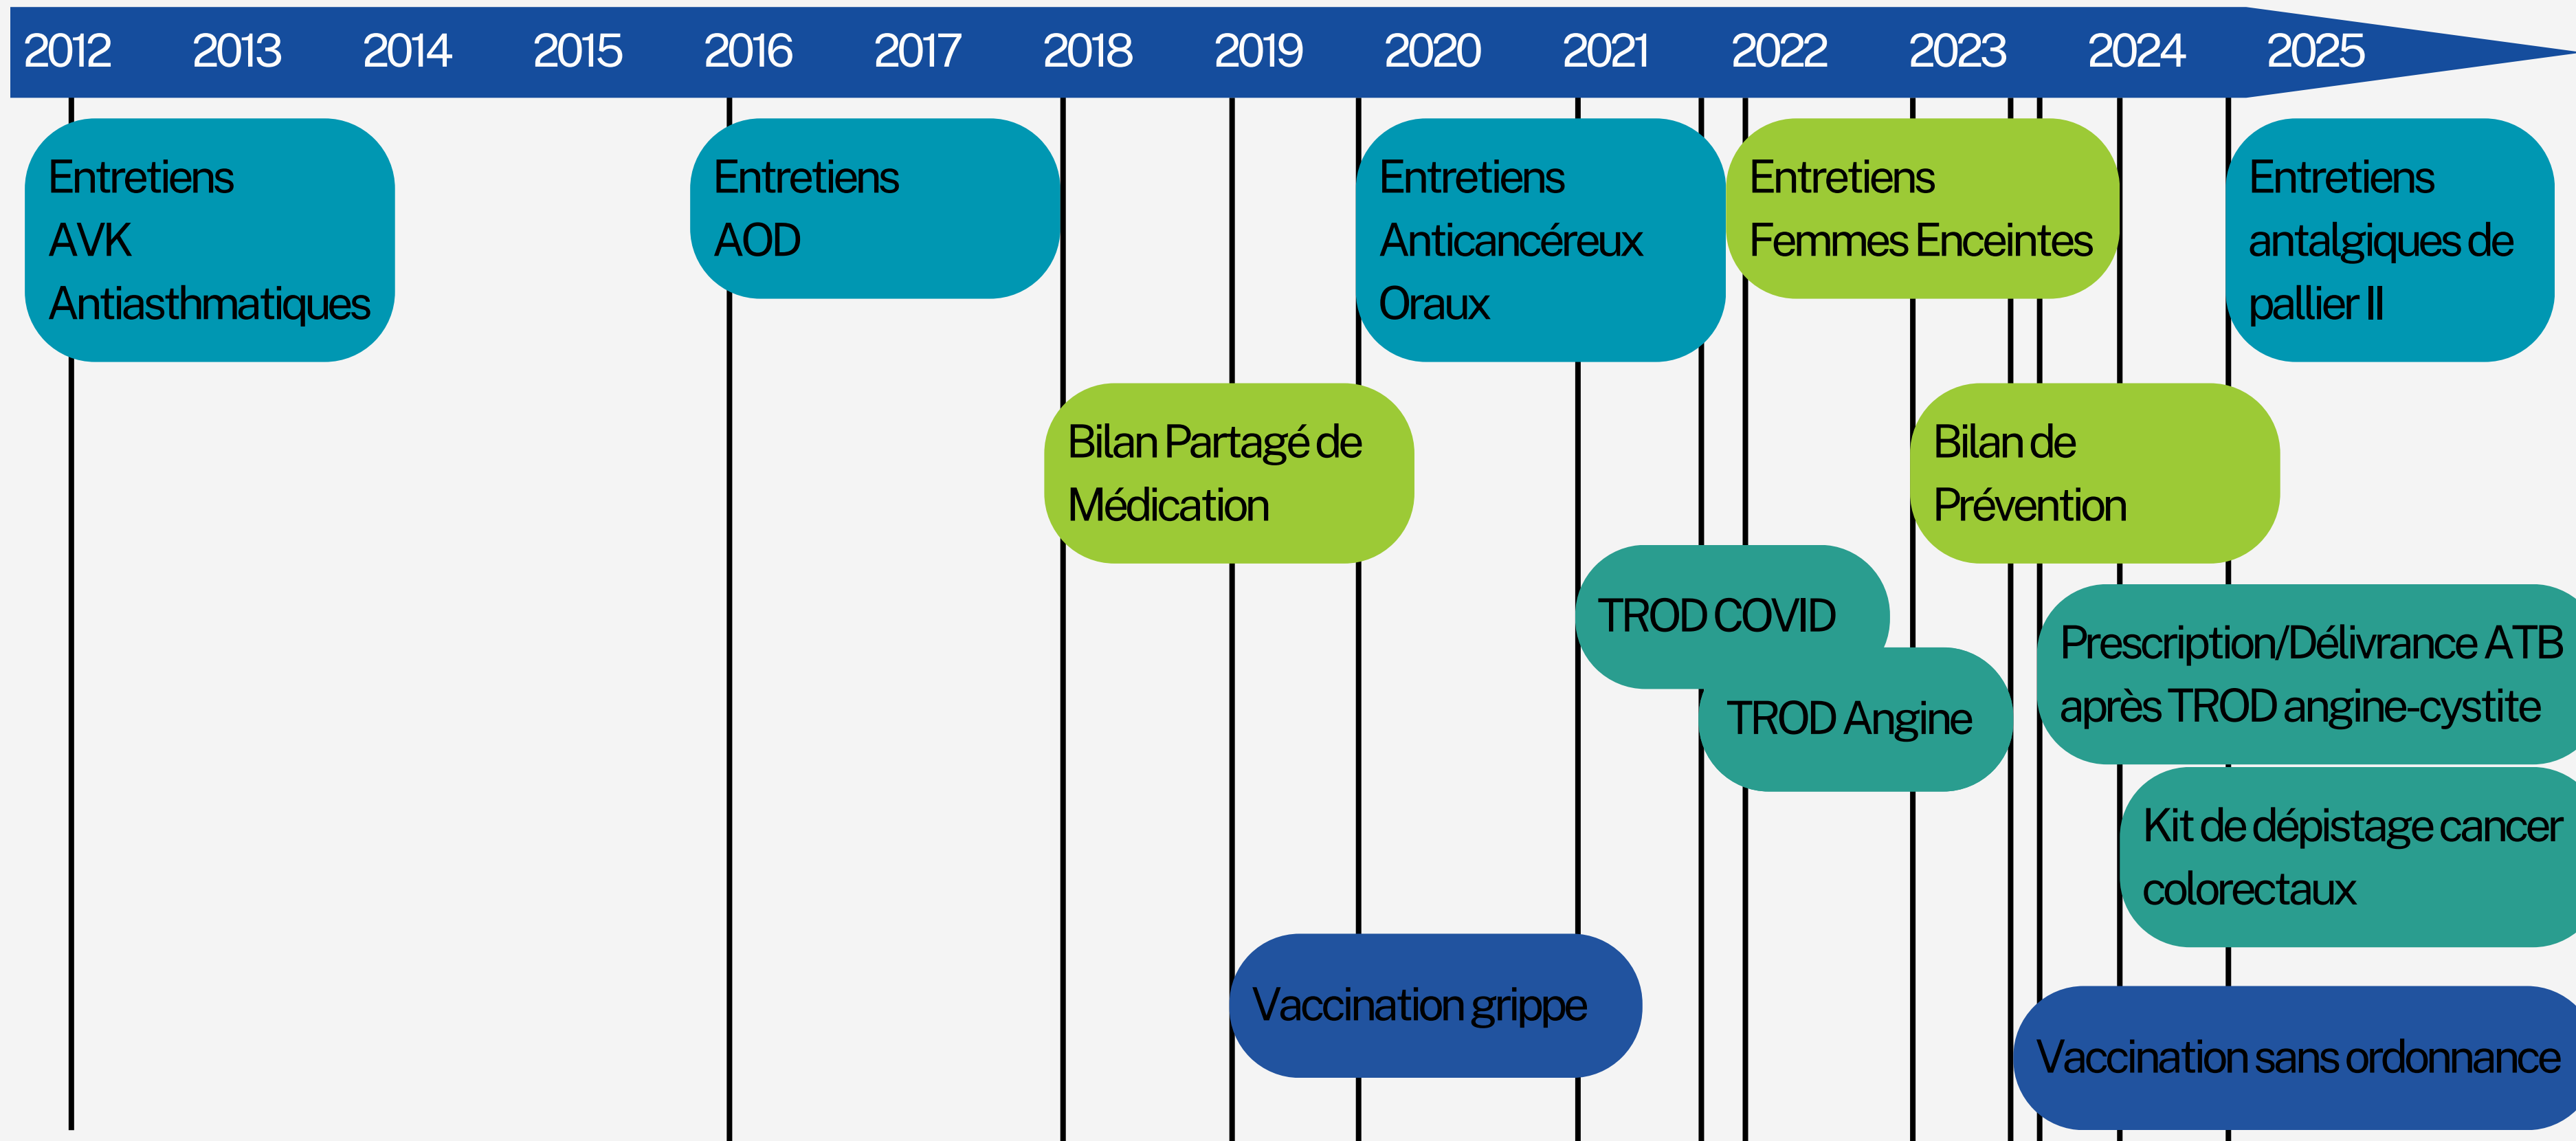 2012 2013 2014 2015 2016 2017 2018 2019 2020 2021 2022 2023 2024 2025
Entretiens
AVK
Antiasthmatiques
Entretiens
AOD
Entretiens
Anticancéreux
Oraux
Entretiens
Femmes Enceintes
Entretiens
antalgiques de
pallier II
Bilan Partagé de
Médication
Bilan de
Prévention
TROD COVID
TROD Angine
Prescription/Délivrance ATB
après TROD angine-cystite
Kit de dépistage cancer
colorectaux
Vaccination grippe
Vaccination sans ordonnance